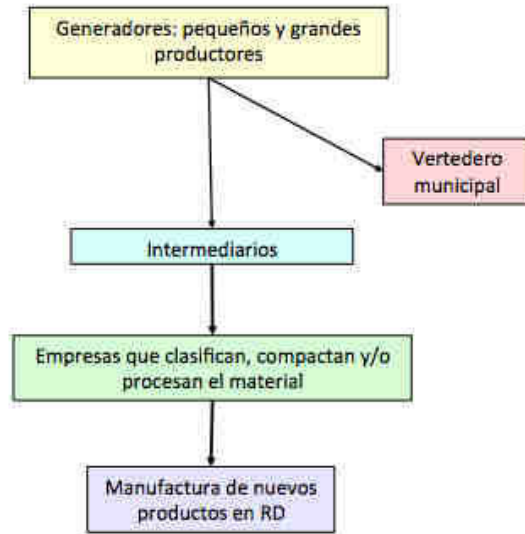 Generadores: pequeños y grandes
productores
Vertedero
municipal
Intermediarios
Empresas que clasifican, compactan y/o
procesan el material
Manufactura de nuevos
productos en RD